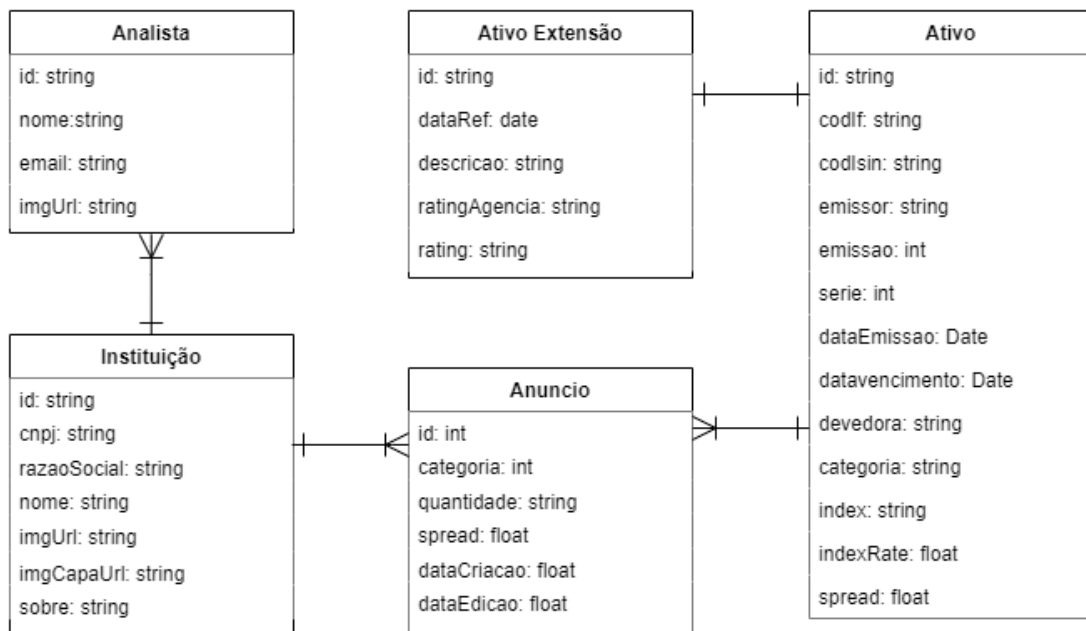 Analista
id: string
nome:string
email: string
imgUrl: string
Ativo Extensão
id: string
dataRef: date
descricao: string
ratingAgencia: string
rating: string
Ativo
id: string
codIf: string
codIsin: string
emissor: string
emissao: int
serie: int
dataEmissao: Date
datavencimento: Date
devedora: string
categoria: string
index: string
indexRate: float
spread: float
Instituição
id: string
cnpj: string
razaoSocial: string
nome: string
imgUrl: string
imgCapaUrl: string
sobre: string
Anuncio
id: int
categoria: int
quantidade: string
spread: float
dataCriacao: float
dataEdicao: float